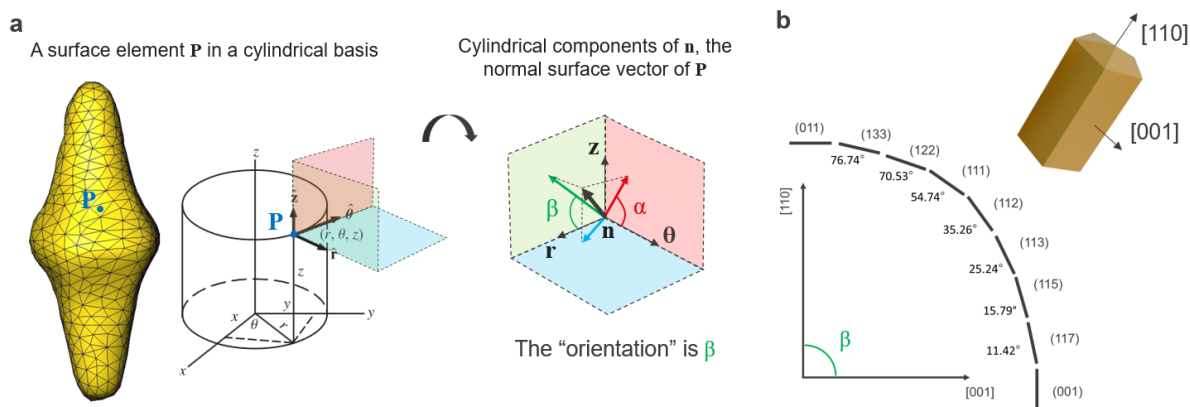 a
A surface element P in a cylindrical basis
P
z
P
z
θ̂
(r, θ, z)
r̂
z
x
y
θ
r
y
x
Cylindrical components of n, the
normal surface vector of P
z
β
α
r
n
θ
The “orientation” is β
b
[110]
[001]
(011)
(133)
(122)
(111)
(112)
(113)
(115)
(117)
(001)
76.74°
70.53°
54.74°
35.26°
25.24°
15.79°
11.42°
[110]
β
[001]